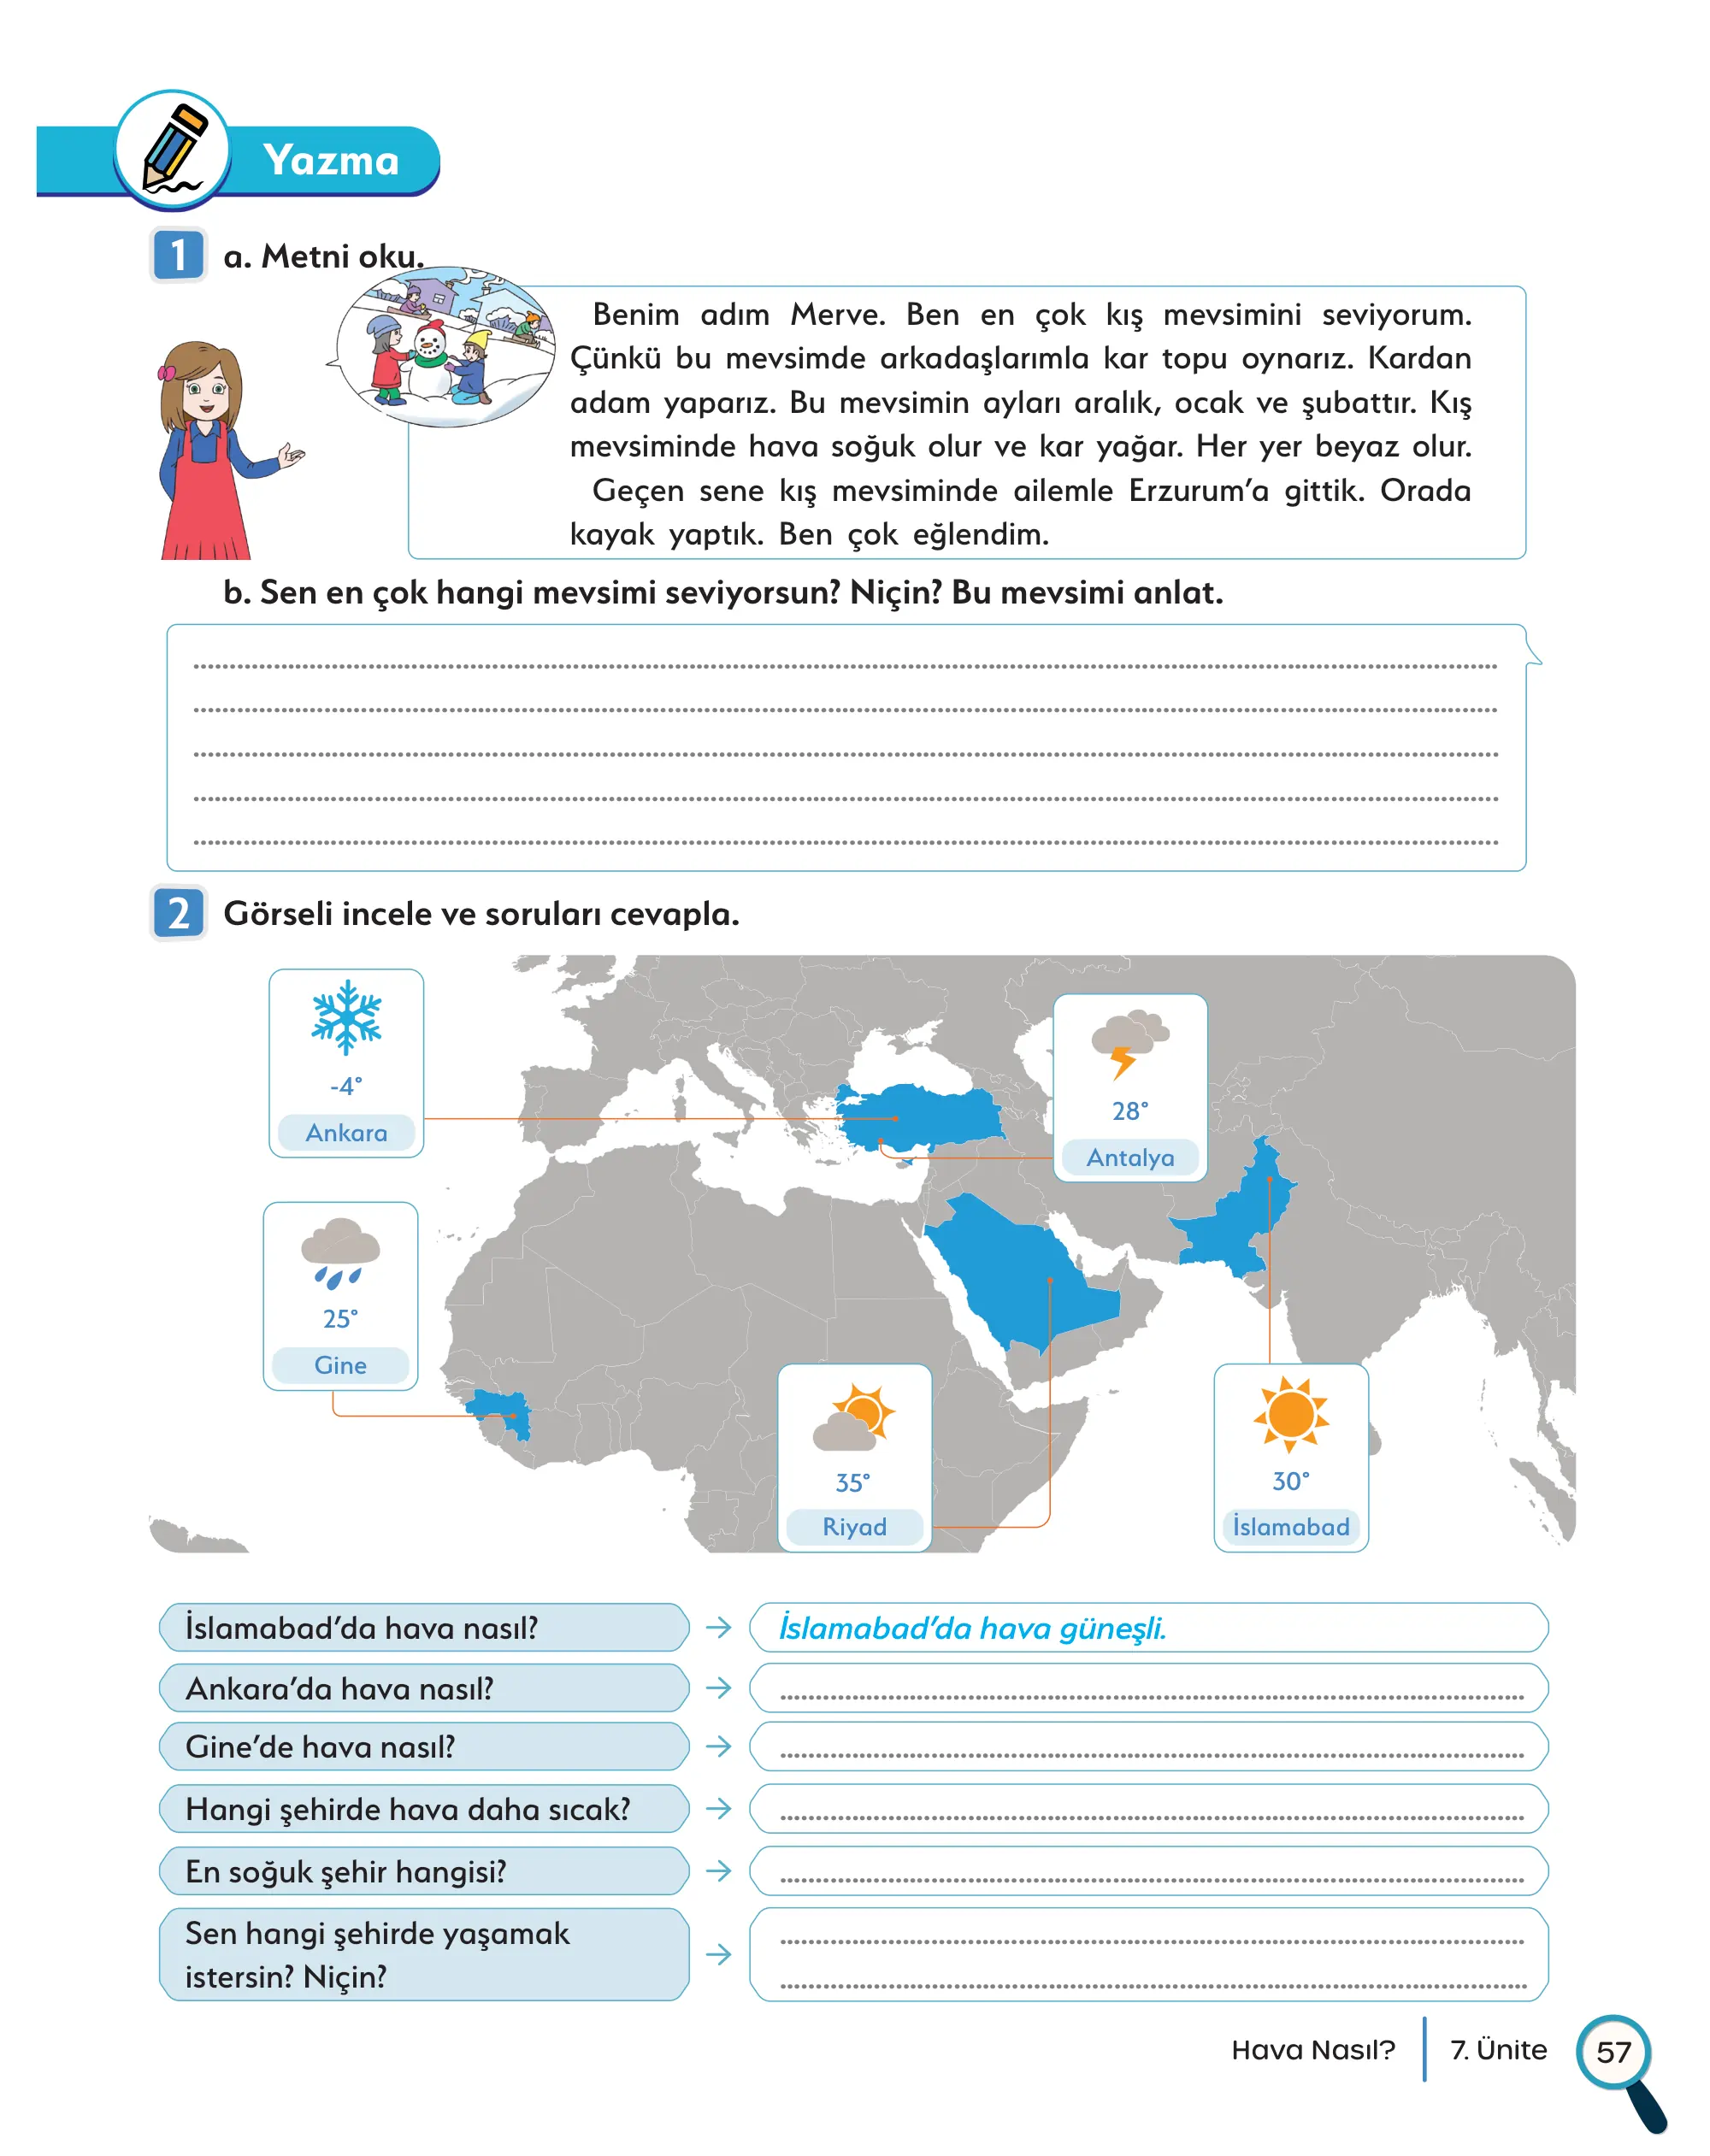 Yazma
1 a. Metni oku.
Benim adım Merve. Ben en çok kış mevsimini seviyorum.
Çünkü bu mevsimde arkadaşlarımla kar topu oynarız. Kardan
adam yaparız. Bu mevsimin ayları aralık, ocak ve şubattır. Kış
mevsiminde hava soğuk olur ve kar yağar. Her yer beyaz olur.
Geçen sene kış mevsiminde ailemle Erzurum’a gittik. Orada
kayak yaptık. Ben çok eğlendim.
b. Sen en çok hangi mevsimi seviyorsun? Niçin? Bu mevsimi anlat.
2 Görseli incele ve soruları cevapla.
-4°
Ankara
28°
Antalya
25°
Gine
35°
Riyad
30°
İslamabad
İslamabad’da hava nasıl?
İslamabad’da hava güneşli.
Ankara’da hava nasıl?
Gine’de hava nasıl?
Hangi şehirde hava daha sıcak?
En soğuk şehir hangisi?
Sen hangi şehirde yaşamak
istersin? Niçin?
Hava Nasıl? 7. Ünite 57